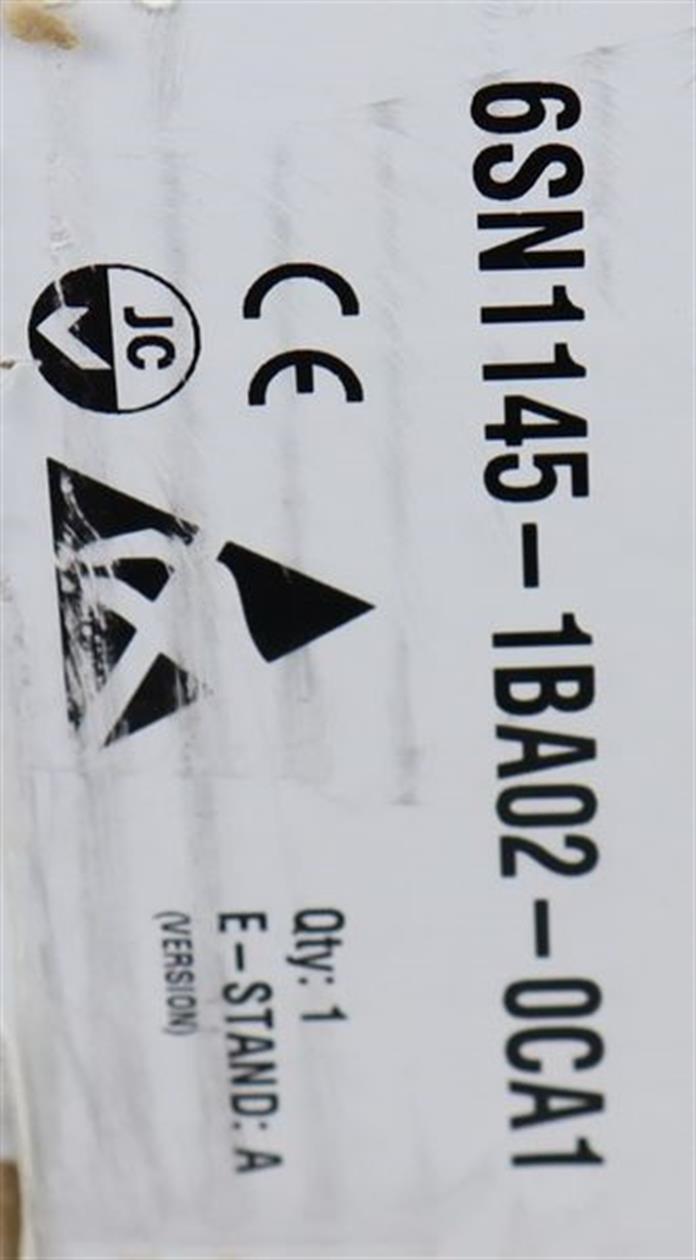 6SN1145-1BA02-0CA1
CE
JC
Qty: 1
E-STAND: A
(VERSION)